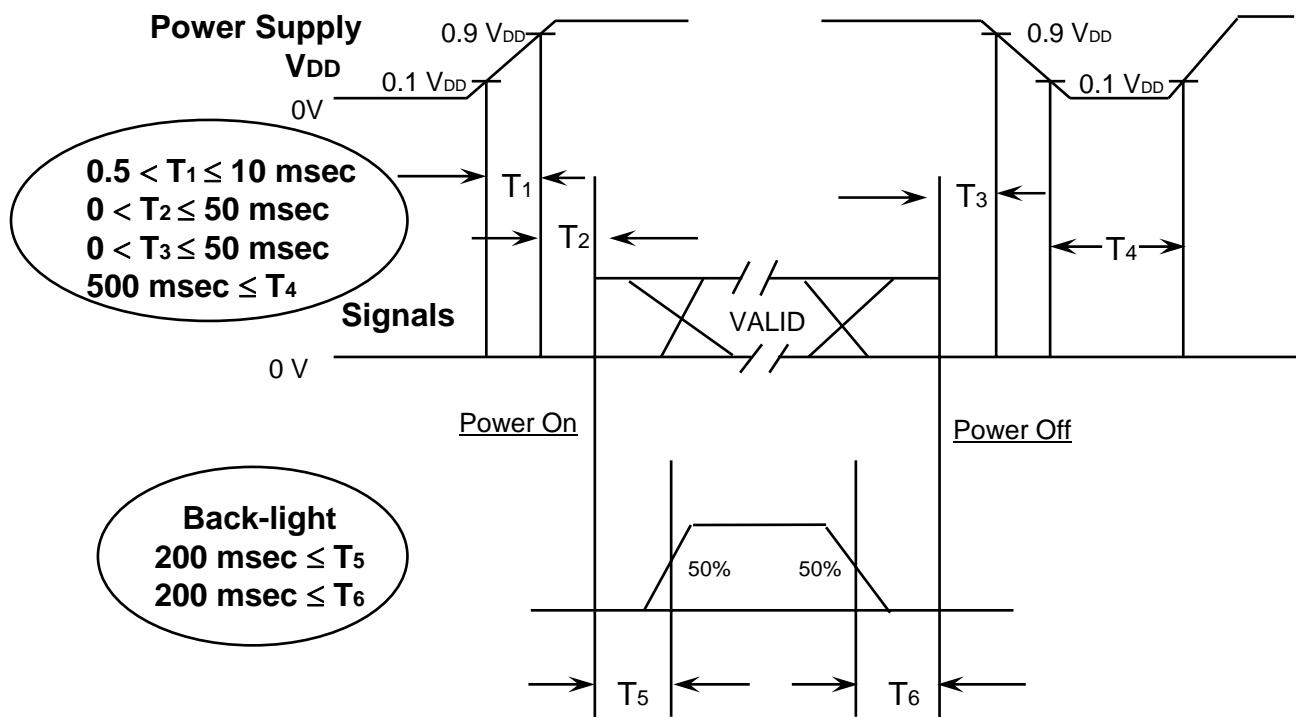 Power Supply
VDD
0.9 VDD
0.1 VDD
0V
0.9 VDD
0.1 VDD
0.5 < T1 ≤ 10 msec
0 < T2 ≤ 50 msec
0 < T3 ≤ 50 msec
500 msec ≤ T4
T1
T2
T3
T4
Signals
VALID
0 V
Power On
Power Off
Back-light
200 msec ≤ T5
200 msec ≤ T6
50%
50%
T5
T6